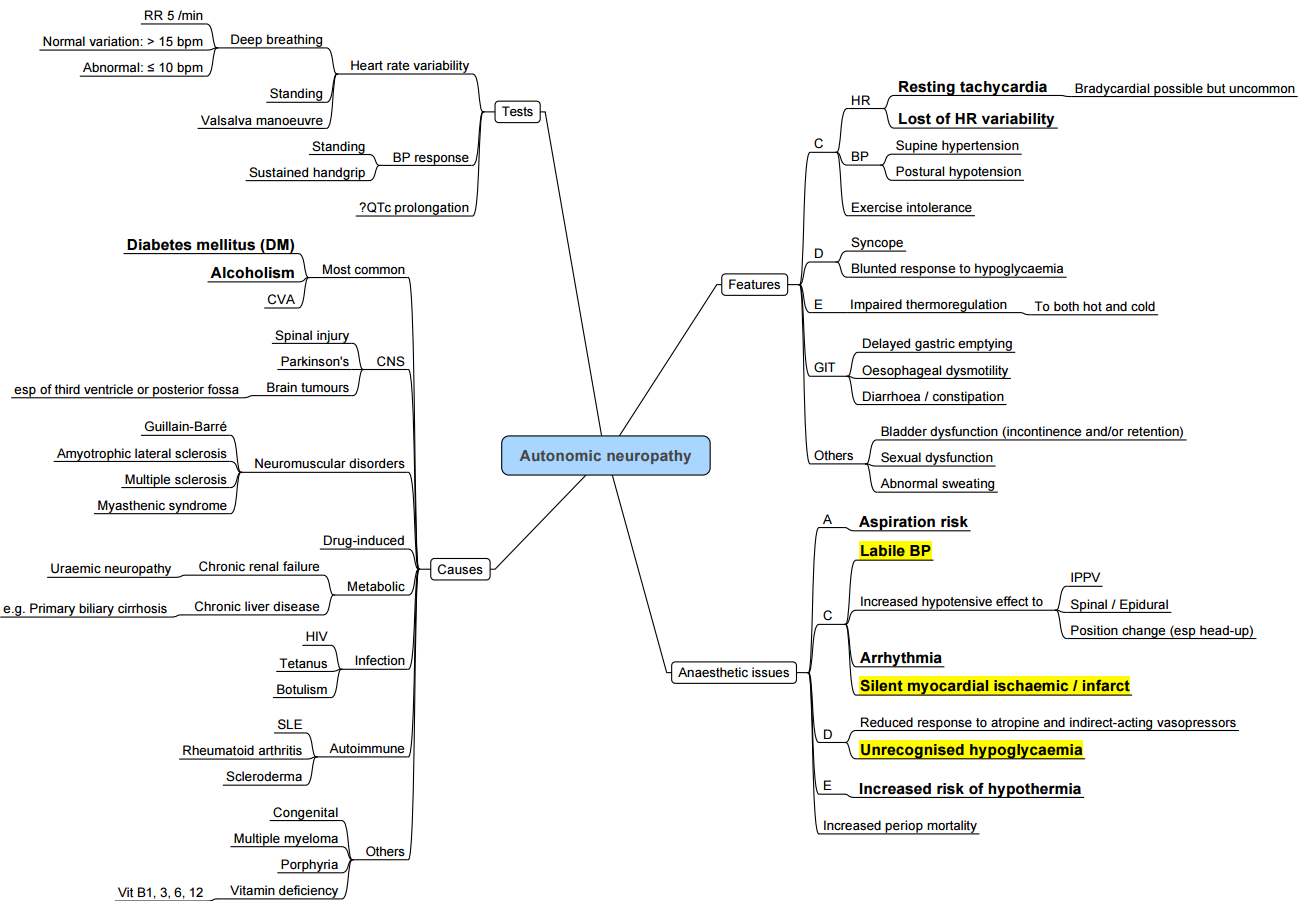 Autonomic neuropathy
Tests
Heart rate variability
Deep breathing
RR 5 /min
Normal variation: > 15 bpm
Abnormal: ≤ 10 bpm
Standing
Valsalva manoeuvre
BP response
Standing
Sustained handgrip
?QTc prolongation
Causes
Most common
Diabetes mellitus (DM)
Alcoholism
CVA
CNS
Spinal injury
Parkinson's
Brain tumours
esp of third ventricle or posterior fossa
Neuromuscular disorders
Guillain-Barré
Amyotrophic lateral sclerosis
Multiple sclerosis
Myasthenic syndrome
Drug-induced
Metabolic
Chronic renal failure
Uraemic neuropathy
Chronic liver disease
e.g. Primary biliary cirrhosis
Infection
HIV
Tetanus
Botulism
Autoimmune
SLE
Rheumatoid arthritis
Scleroderma
Others
Congenital
Multiple myeloma
Porphyria
Vitamin deficiency
Vit B1, 3, 6, 12
Features
C
HR
Resting tachycardia
Bradycardial possible but uncommon
Lost of HR variability
BP
Supine hypertension
Postural hypotension
Exercise intolerance
D
Syncope
Blunted response to hypoglycaemia
E
Impaired thermoregulation
To both hot and cold
GIT
Delayed gastric emptying
Oesophageal dysmotility
Diarrhoea / constipation
Others
Bladder dysfunction (incontinence and/or retention)
Sexual dysfunction
Abnormal sweating
Anaesthetic issues
A
Aspiration risk
C
Labile BP
Increased hypotensive effect to
IPPV
Spinal / Epidural
Position change (esp head-up)
Arrhythmia
Silent myocardial ischaemic / infarct
D
Reduced response to atropine and indirect-acting vasopressors
Unrecognised hypoglycaemia
E
Increased risk of hypothermia
Increased periop mortality